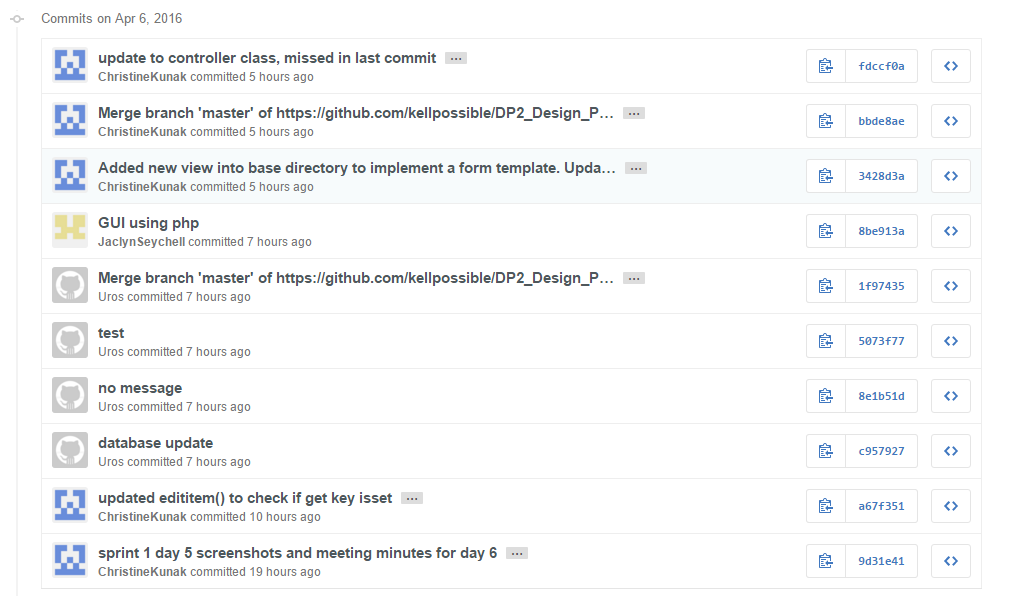 Commits on Apr 6, 2016
update to controller class, missed in last commit ...
ChristineKunak committed 5 hours ago
fdccf0a
Merge branch 'master' of https://github.com/kellpossible/DP2_Design_P... ...
ChristineKunak committed 5 hours ago
bbde8ae
Added new view into base directory to implement a form template. Upda... ...
ChristineKunak committed 5 hours ago
3428d3a
GUI using php
JaclynSeychell committed 7 hours ago
8be913a
Merge branch 'master' of https://github.com/kellpossible/DP2_Design_P... ...
Uros committed 7 hours ago
1f97435
test
Uros committed 7 hours ago
5073f77
no message
Uros committed 7 hours ago
8e1b51d
database update
Uros committed 7 hours ago
c957927
updated edititem() to check if get key isset ...
ChristineKunak committed 10 hours ago
a67f351
sprint 1 day 5 screenshots and meeting minutes for day 6 ...
ChristineKunak committed 19 hours ago
9d31e41